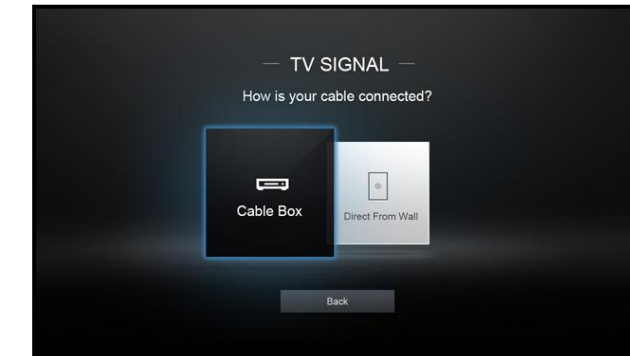 TV SIGNAL
How is your cable connected?
Cable Box
Direct From Wall
Back